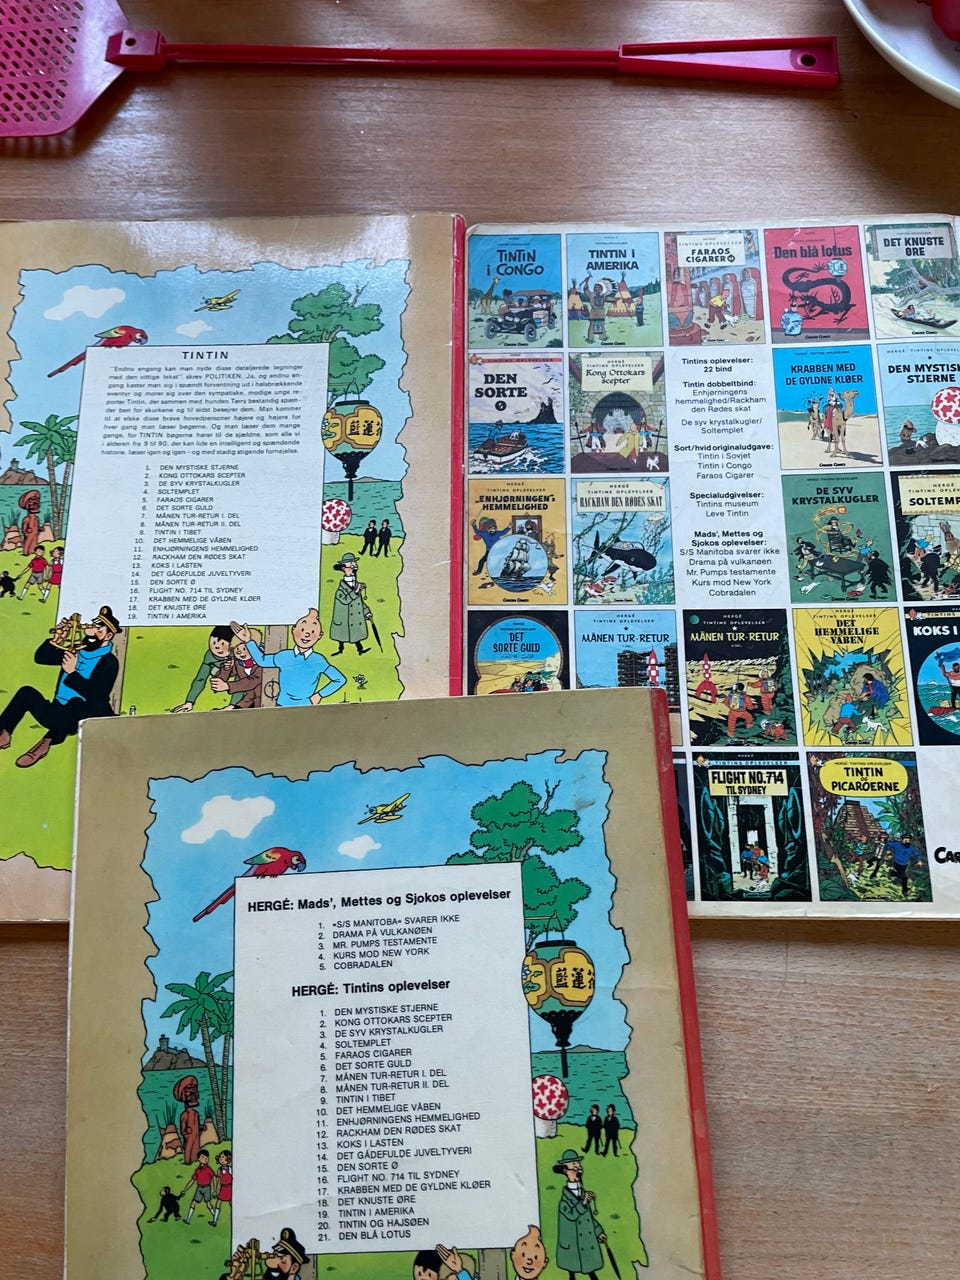 TINTIN
"Endnu engang kan man nyde disse detaljerede tegninger
med den vittige tekst" skrev POLITIKEN. Ja, og endnu en-
gang kaster man sig i spændt forventning ud i halsbrækkende
eventyr og morer sig over den sympatiske, modige unge re-
porter Tintin, der sammen med hunden Terry bestandig spæn-
der ben for skurkene og til sidst besejrer dem. Man kommer
til at elske disse brave hovedpersoner højere og højere for
hver gang man læser bøgerne. Og man læser dem mange
gange, for TINTIN bøgerne hører til de sjældne, som alle vi
i alderen fra 9 til 90, der kan lide en intelligent og spændende
historie, læser igen og igen - og med stadig stigende fornøjelse.
1. DEN MYSTISKE STJERNE
2. KONG OTTOKARS SCEPTER
3. DE SYV KRYSTALKUGLER
4. SOLTEMPLET
5. FARAOS CIGARER
6. DET SORTE GULD
7. MÅNEN TUR-RETUR I. DEL
8. MÅNEN TUR-RETUR II. DEL
9. TINTIN I TIBET
10. DET HEMMELIGE VÅBEN
11. ENHJØRNINGENS HEMMELIGHED
12. RACKHAM DEN RØDES SKAT
13. KOKS I LASTEN
14. DET GÅDEFULDE JUVELTYVERI
15. DEN SORTE Ø
16. FLIGHT NO. 714 TIL SYDNEY
17. KRABBEN MED DE GYLDNE KLØER
18. DET KNUSTE ØRE
19. TINTIN I AMERIKA
藍蓮
HERGÉ
TINTIN
I CONGO
TINTIN I
AMERIKA
TINTINS OPLEVELSER
FARAOS
CIGARER
Den blå lotus
DET KNUSTE
ØRE
Carlsen Comics
DEN
SORTE
Ø
HERGÉ
Kong Ottokars
scepter
Tintins oplevelser:
22 bind
Tintin dobbeltbind:
Enhjørningens
hemmelighed/Rackham
den Rødes skat
De syv krystalkugler/
Soltemplet
Sort/hvid originaludgave:
Tintin i Sovjet
Tintin i Congo
Faraos Cigarer
Specialudgivelser:
Tintins museum
Leve Tintin
Mads', Mettes og
Sjokos oplevelser:
S/S Manitoba svarer ikke
Drama på vulkanøen
Mr. Pumps testamente
Kurs mod New York
Cobradalen
KRABBEN MED
DE GYLDNE KLØER
DEN MYSTIS
STJERNE
"ENHJØRNINGEN'S
HEMMELIGHED
RACKHAM DEN RØDES SKAT
DE SYV
KRYSTALKUGLER
SOLTEMP
DET
SORTE GULD
MÅNEN TUR-RETUR
HERGÉ
TINTINS OPLEVELSER
MÅNEN TUR-RETUR
DET
HEMMELIGE
VÅBEN
KOKS I
FLIGHT NO. 714
TIL SYDNEY
HERGÉ: TINTINS OPLEVELSER
TINTIN
OG
PICAROERNE
CAR
HERGÉ: Mads', Mettes og Sjokos oplevelser
1. »S/S MANITOBA« SVARER IKKE
2. DRAMA PÅ VULKANØEN
3. MR. PUMPS TESTAMENTE
4. KURS MOD NEW YORK
5. COBRADALEN
HERGÉ: Tintins oplevelser
1. DEN MYSTISKE STJERNE
2. KONG OTTOKARS SCEPTER
3. DE SYV KRYSTALKUGLER
4. SOLTEMPLET
5. FARAOS CIGARER
6. DET SORTE GULD
7. MÅNEN TUR-RETUR I. DEL
8. MÅNEN TUR-RETUR II. DEL
9. TINTIN I TIBET
10. DET HEMMELIGE VÅBEN
11. ENHJØRNINGENS HEMMELIGHED
12. RACKHAM DEN RØDES SKAT
13. KOKS I LASTEN
14. DET GÅDEFULDE JUVELTYVERI
15. DEN SORTE Ø
16. FLIGHT NO. 714 TIL SYDNEY
17. KRABBEN MED DE GYLDNE KLØER
18. DET KNUSTE ØRE
19. TINTIN I AMERIKA
20. TINTIN OG HAJSØEN
21. DEN BLÅ LOTUS
藍蓮